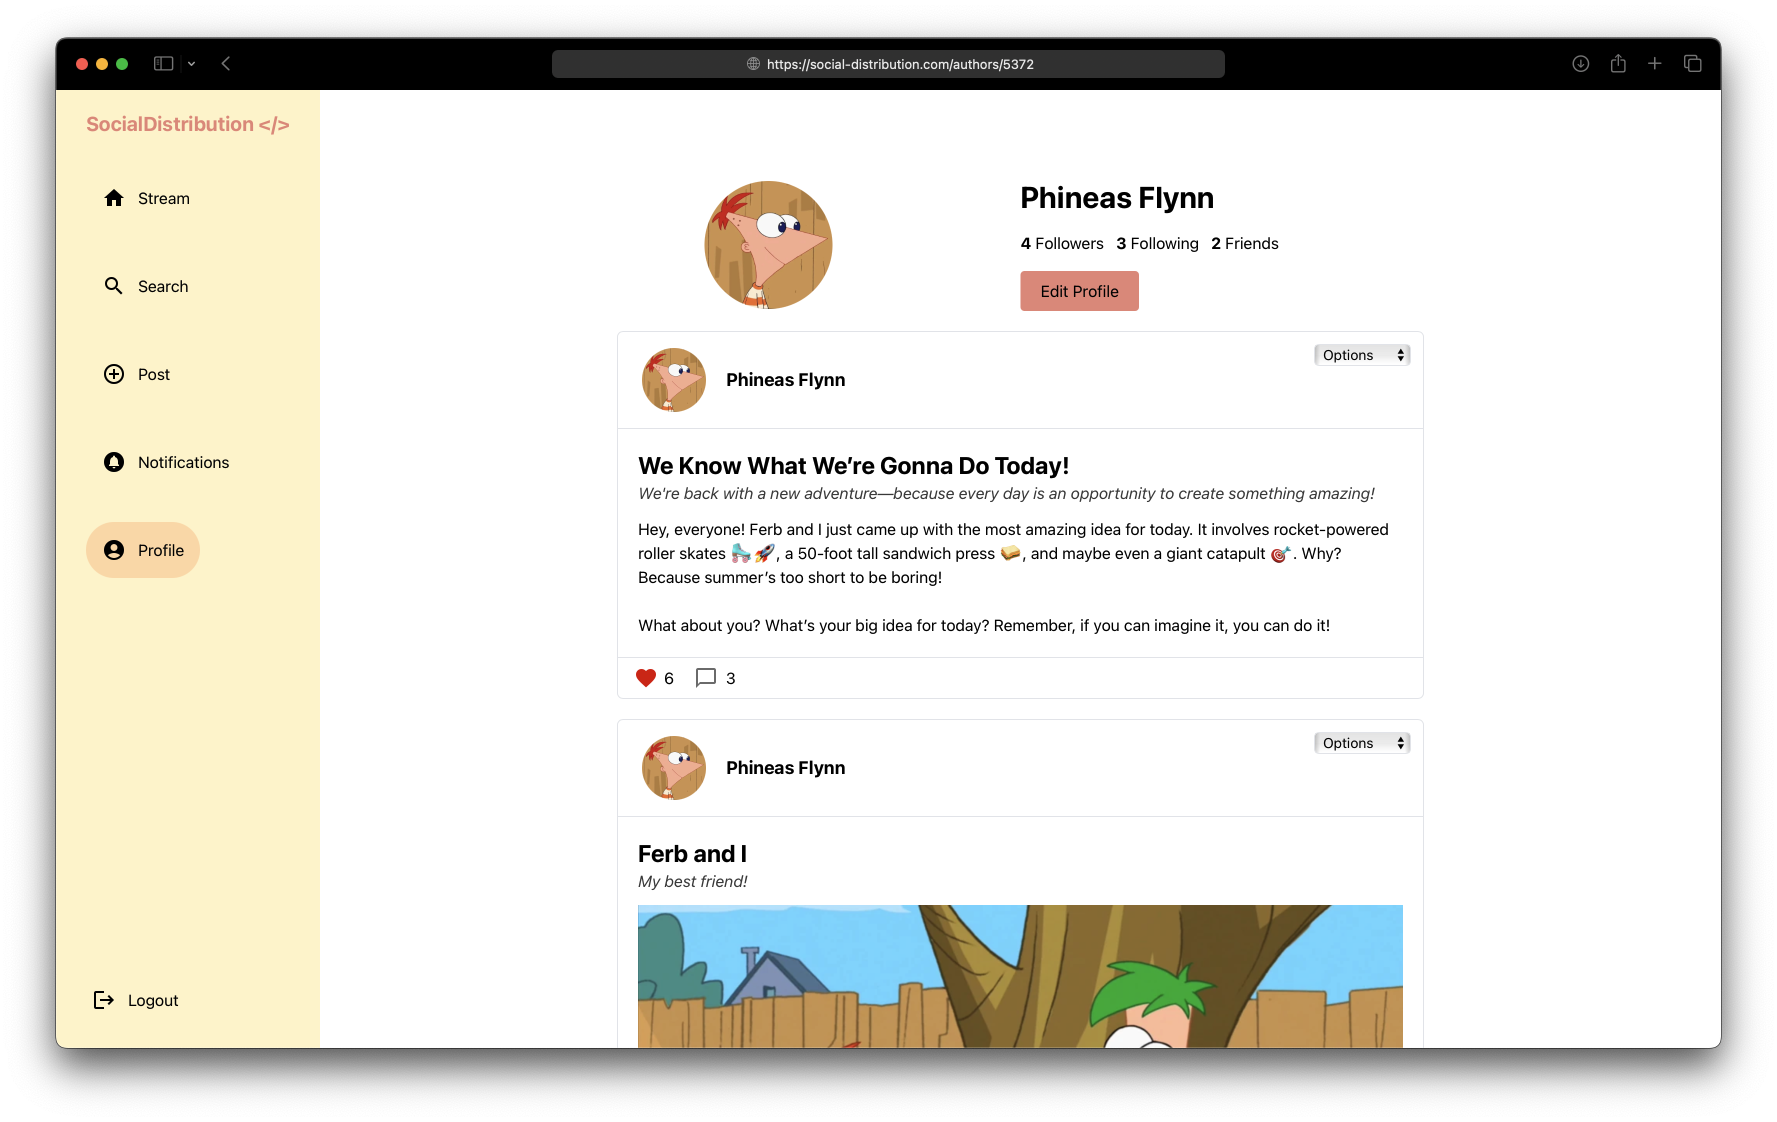 https://social-distribution.com/authors/5372
SocialDistribution </>
Stream
Search
Post
Notifications
Profile
Logout
Phineas Flynn
4 Followers 3 Following 2 Friends
Edit Profile
Phineas Flynn
Options
We Know What We’re Gonna Do Today!
We're back with a new adventure—because every day is an opportunity to create something amazing!
Hey, everyone! Ferb and I just came up with the most amazing idea for today. It involves rocket-powered
roller skates 🛼🚀, a 50-foot tall sandwich press 🥪, and maybe even a giant catapult 🎯. Why?
Because summer’s too short to be boring!
What about you? What’s your big idea for today? Remember, if you can imagine it, you can do it!
6 3
Phineas Flynn
Options
Ferb and I
My best friend!